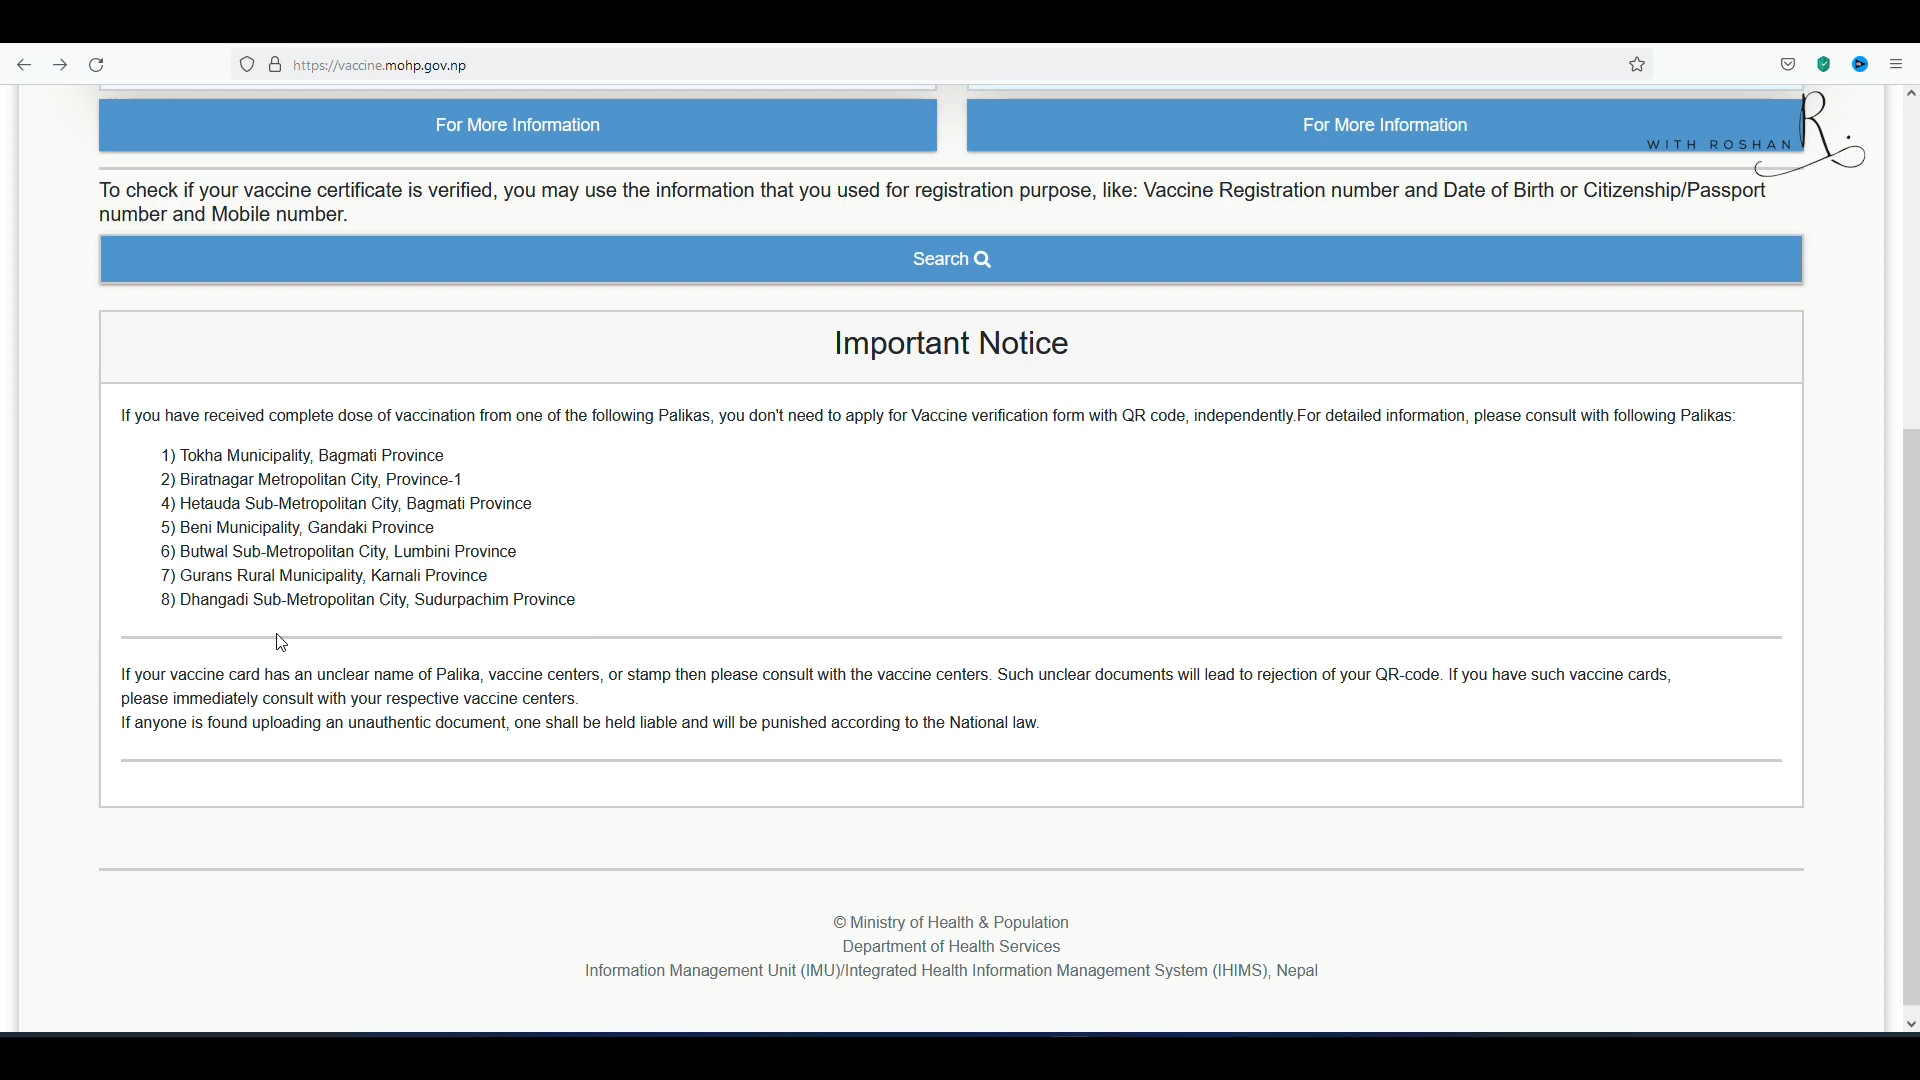 https://vaccine.mohp.gov.np
For More Information
For More Information
WITH ROSHAN
R.
To check if your vaccine certificate is verified, you may use the information that you used for registration purpose, like: Vaccine Registration number and Date of Birth or Citizenship/Passport
number and Mobile number.
Search
Important Notice
If you have received complete dose of vaccination from one of the following Palikas, you don't need to apply for Vaccine verification form with QR code, independently.For detailed information, please consult with following Palikas:
1) Tokha Municipality, Bagmati Province
2) Biratnagar Metropolitan City, Province-1
4) Hetauda Sub-Metropolitan City, Bagmati Province
5) Beni Municipality, Gandaki Province
6) Butwal Sub-Metropolitan City, Lumbini Province
7) Gurans Rural Municipality, Karnali Province
8) Dhangadi Sub-Metropolitan City, Sudurpachim Province
If your vaccine card has an unclear name of Palika, vaccine centers, or stamp then please consult with the vaccine centers. Such unclear documents will lead to rejection of your QR-code. If you have such vaccine cards,
please immediately consult with your respective vaccine centers.
If anyone is found uploading an unauthentic document, one shall be held liable and will be punished according to the National law.
© Ministry of Health & Population
Department of Health Services
Information Management Unit (IMU)/Integrated Health Information Management System (IHIMS), Nepal